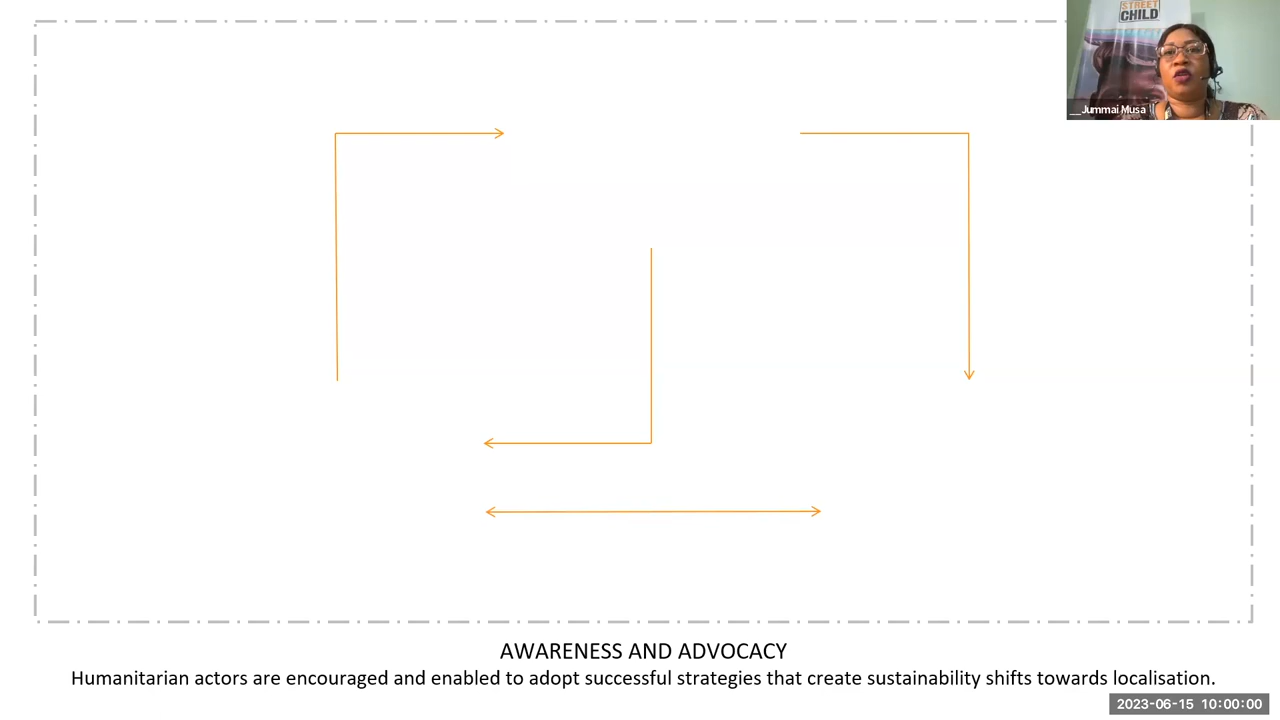 STREET
CHILD
__Jummai Musa
AWARENESS AND ADVOCACY
Humanitarian actors are encouraged and enabled to adopt successful strategies that create sustainability shifts towards localisation.
2023-06-15 10:00:00